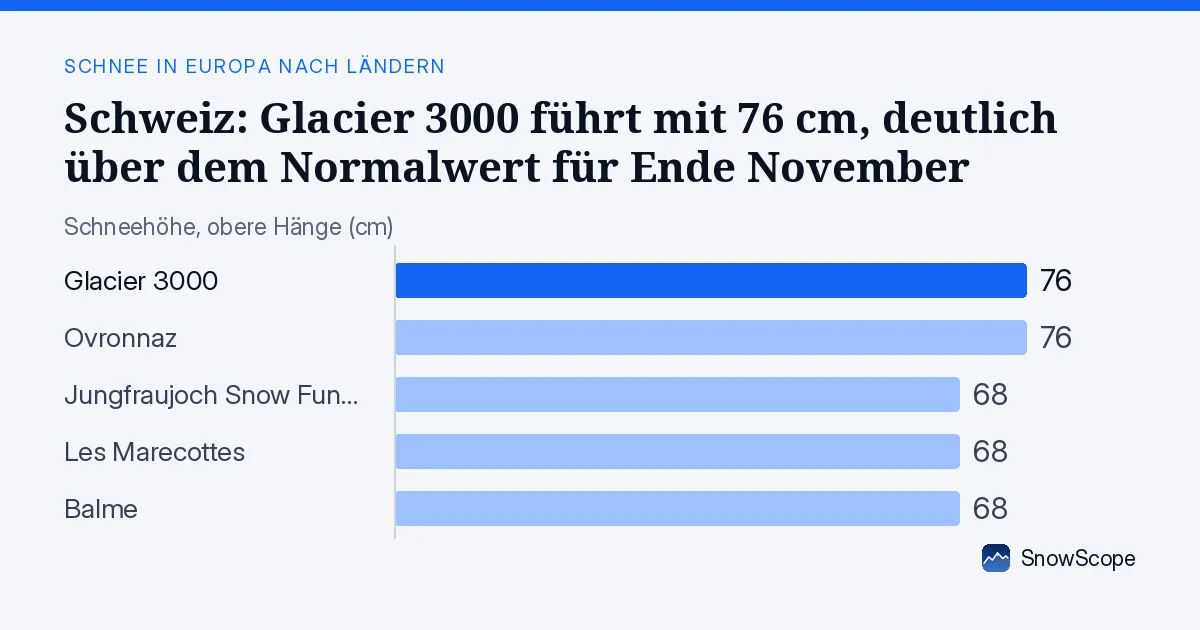 SCHNEE IN EUROPA NACH LÄNDERN
Schweiz: Glacier 3000 führt mit 76 cm, deutlich
über dem Normalwert für Ende November
Schneehöhe, obere Hänge (cm)
Glacier 3000 76
Ovronnaz 76
Jungfraujoch Snow Fun... 68
Les Marecottes 68
Balme 68
SnowScope